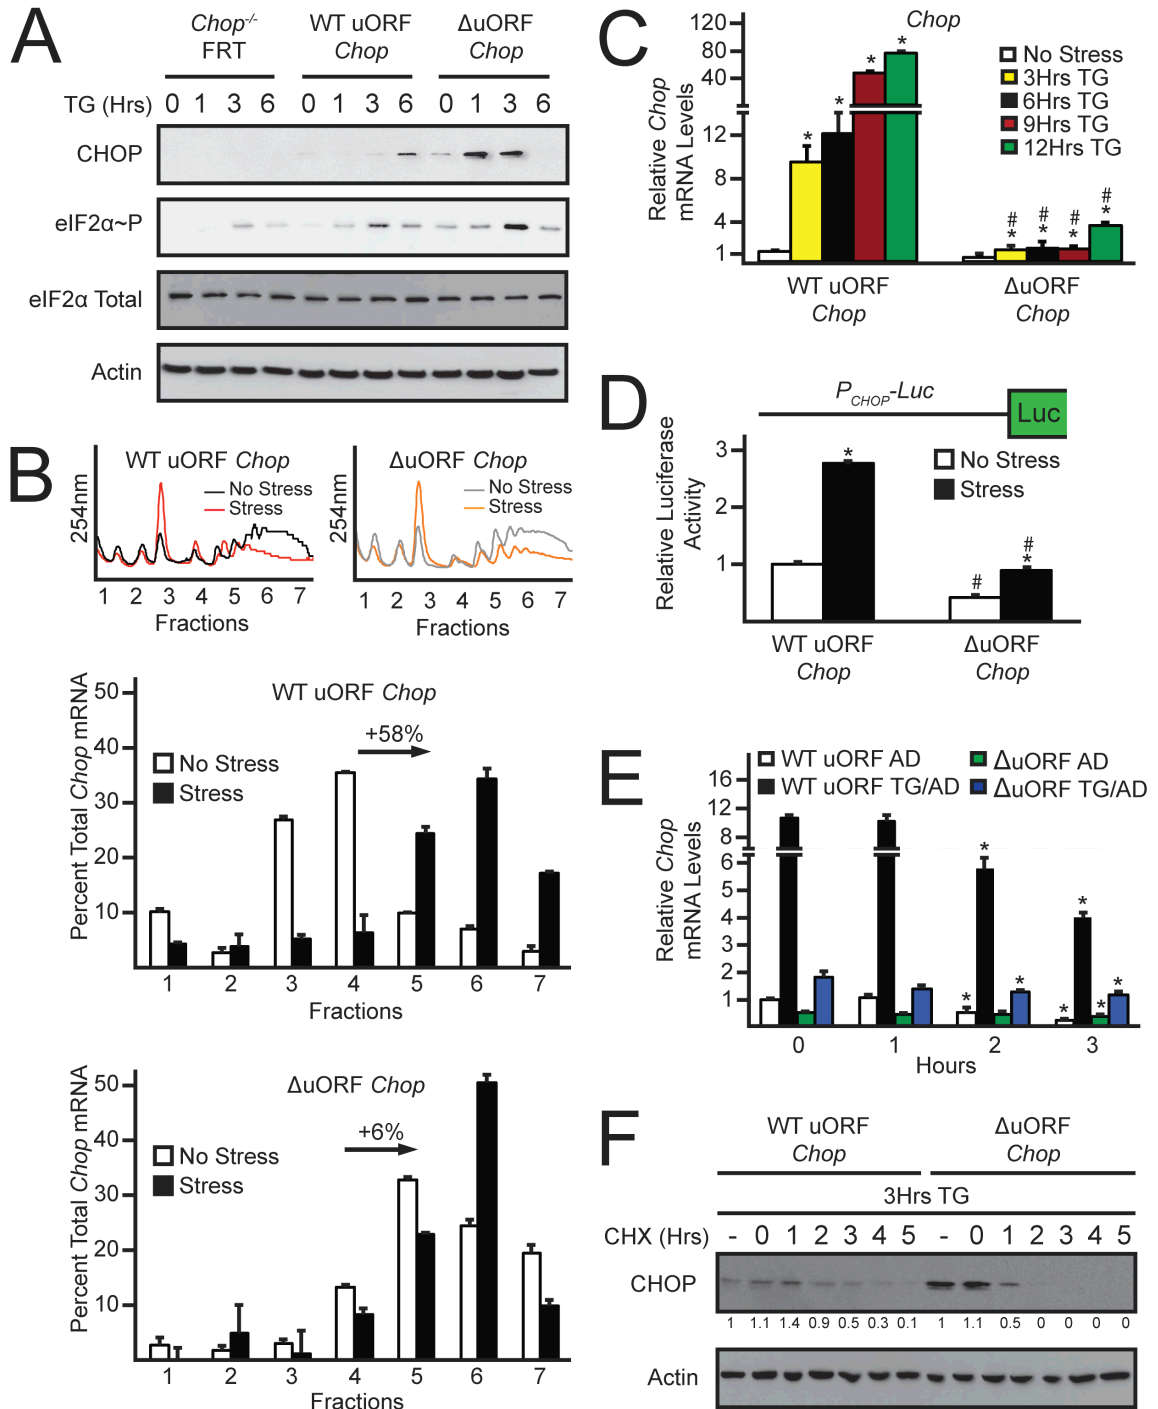 A
Chop-/-
FRT
WT uORF
Chop
ΔuORF
Chop
TG (Hrs) 0 1 3 6 0 1 3 6 0 1 3 6
CHOP
eIF2α~P
eIF2α Total
Actin
B
WT uORF Chop
No Stress
Stress
254nm
1 2 3 4 5 6 7
Fractions
ΔuORF Chop
No Stress
Stress
254nm
1 2 3 4 5 6 7
Fractions
WT uORF Chop
+58%
No Stress
Stress
Percent Total Chop mRNA
50
40
30
20
10
1 2 3 4 5 6 7
Fractions
ΔuORF Chop
+6%
No Stress
Stress
Percent Total Chop mRNA
50
40
30
20
10
1 2 3 4 5 6 7
Fractions
C
Chop
Relative Chop
mRNA Levels
120
80
40
12
8
4
1
No Stress
3Hrs TG
6Hrs TG
9Hrs TG
12Hrs TG
* * * *
# # # #
* * * *
WT uORF
Chop
ΔuORF
Chop
D
PCHOP-Luc
Luc
Relative Luciferase
Activity
3
2
1
No Stress
Stress
*
# #
*
WT uORF
Chop
ΔuORF
Chop
E
WT uORF AD
WT uORF TG/AD
ΔuORF AD
ΔuORF TG/AD
Relative Chop
mRNA Levels
16
12
8
6
5
4
3
2
1
* * *
* * * *
0 1 2 3
Hours
F
WT uORF
Chop
ΔuORF
Chop
3Hrs TG
CHX (Hrs) - 0 1 2 3 4 5 - 0 1 2 3 4 5
CHOP
1 1.1 1.4 0.9 0.5 0.3 0.1 1 1.1 0.5 0 0 0 0
Actin